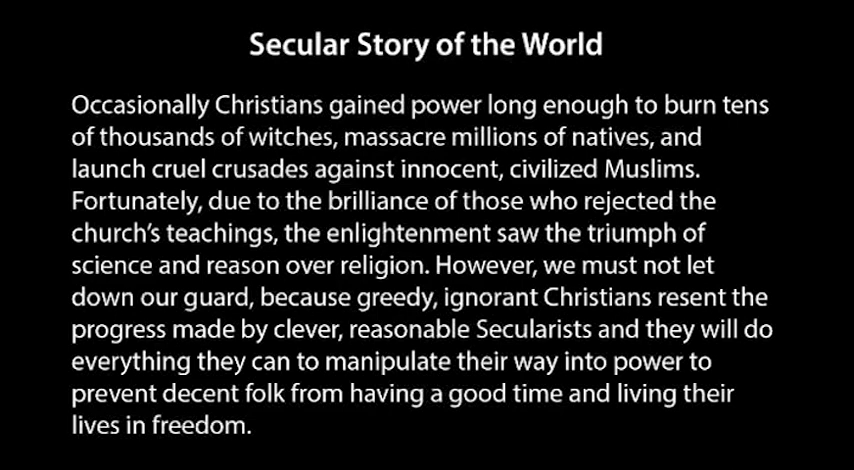 Secular Story of the World
Occasionally Christians gained power long enough to burn tens
of thousands of witches, massacre millions of natives, and
launch cruel crusades against innocent, civilized Muslims.
Fortunately, due to the brilliance of those who rejected the
church’s teachings, the enlightenment saw the triumph of
science and reason over religion. However, we must not let
down our guard, because greedy, ignorant Christians resent the
progress made by clever, reasonable Secularists and they will do
everything they can to manipulate their way into power to
prevent decent folk from having a good time and living their
lives in freedom.